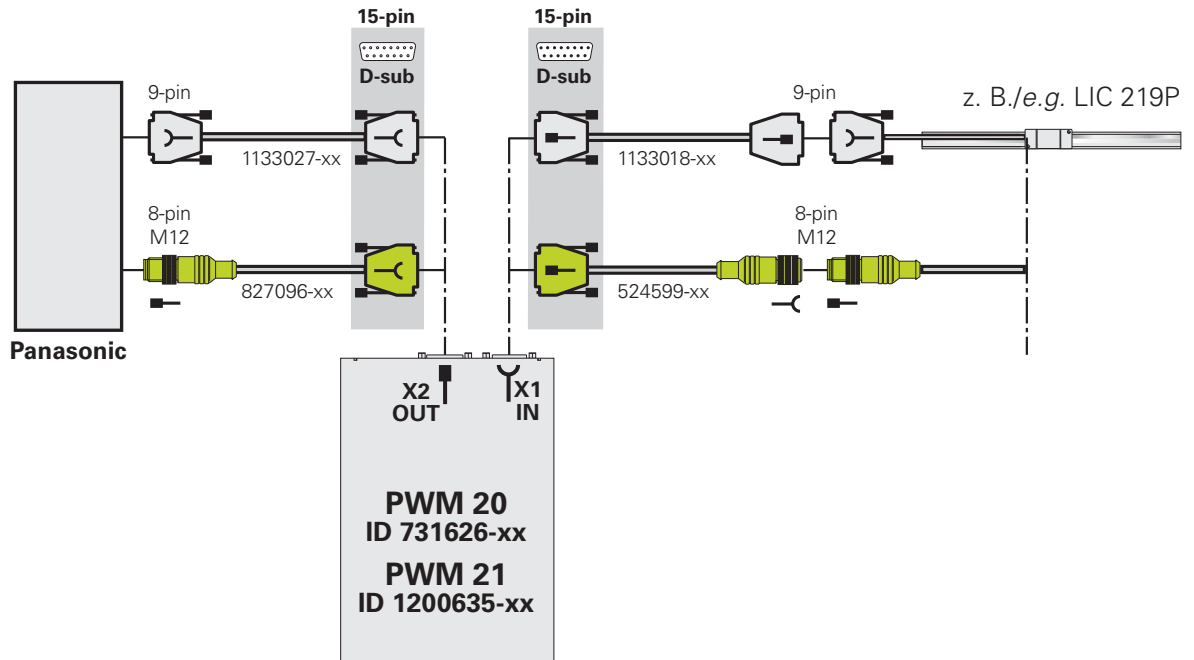 15-pin
15-pin
D-sub
D-sub
9-pin
9-pin
z. B./e.g. LIC 219P
1133027-xx
1133018-xx
8-pin
M12
8-pin
M12
827096-xx
524599-xx
Panasonic
X2
OUT
X1
IN
PWM 20
ID 731626-xx
PWM 21
ID 1200635-xx